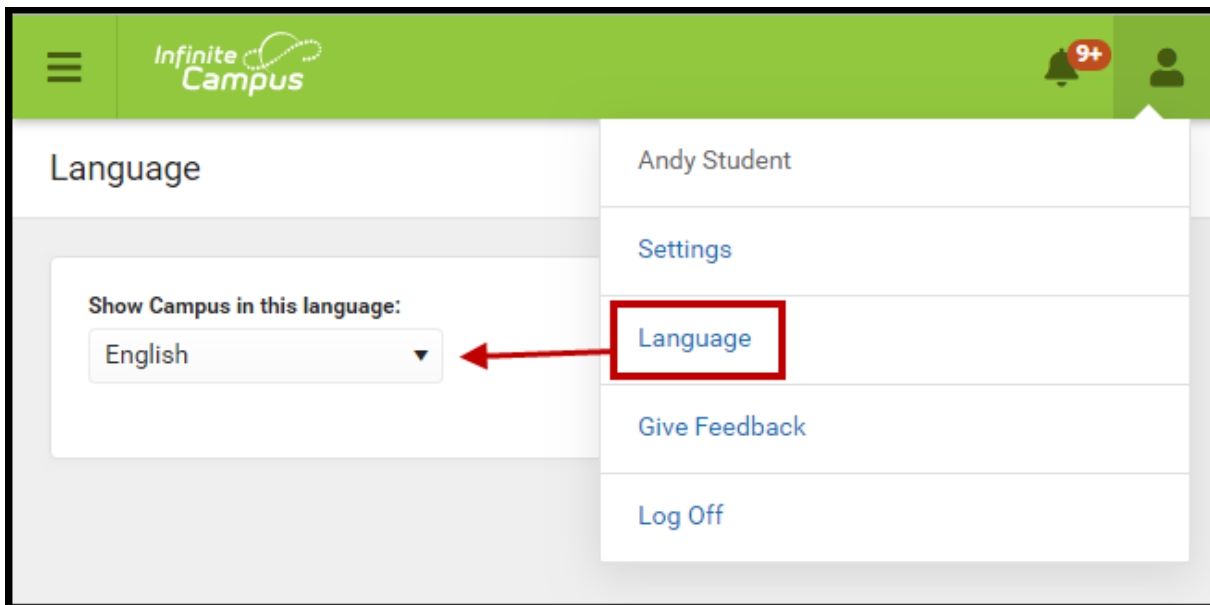 Infinite
Campus
9+
Language
Andy Student
Settings
Show Campus in this language:
English
Language
Give Feedback
Log Off